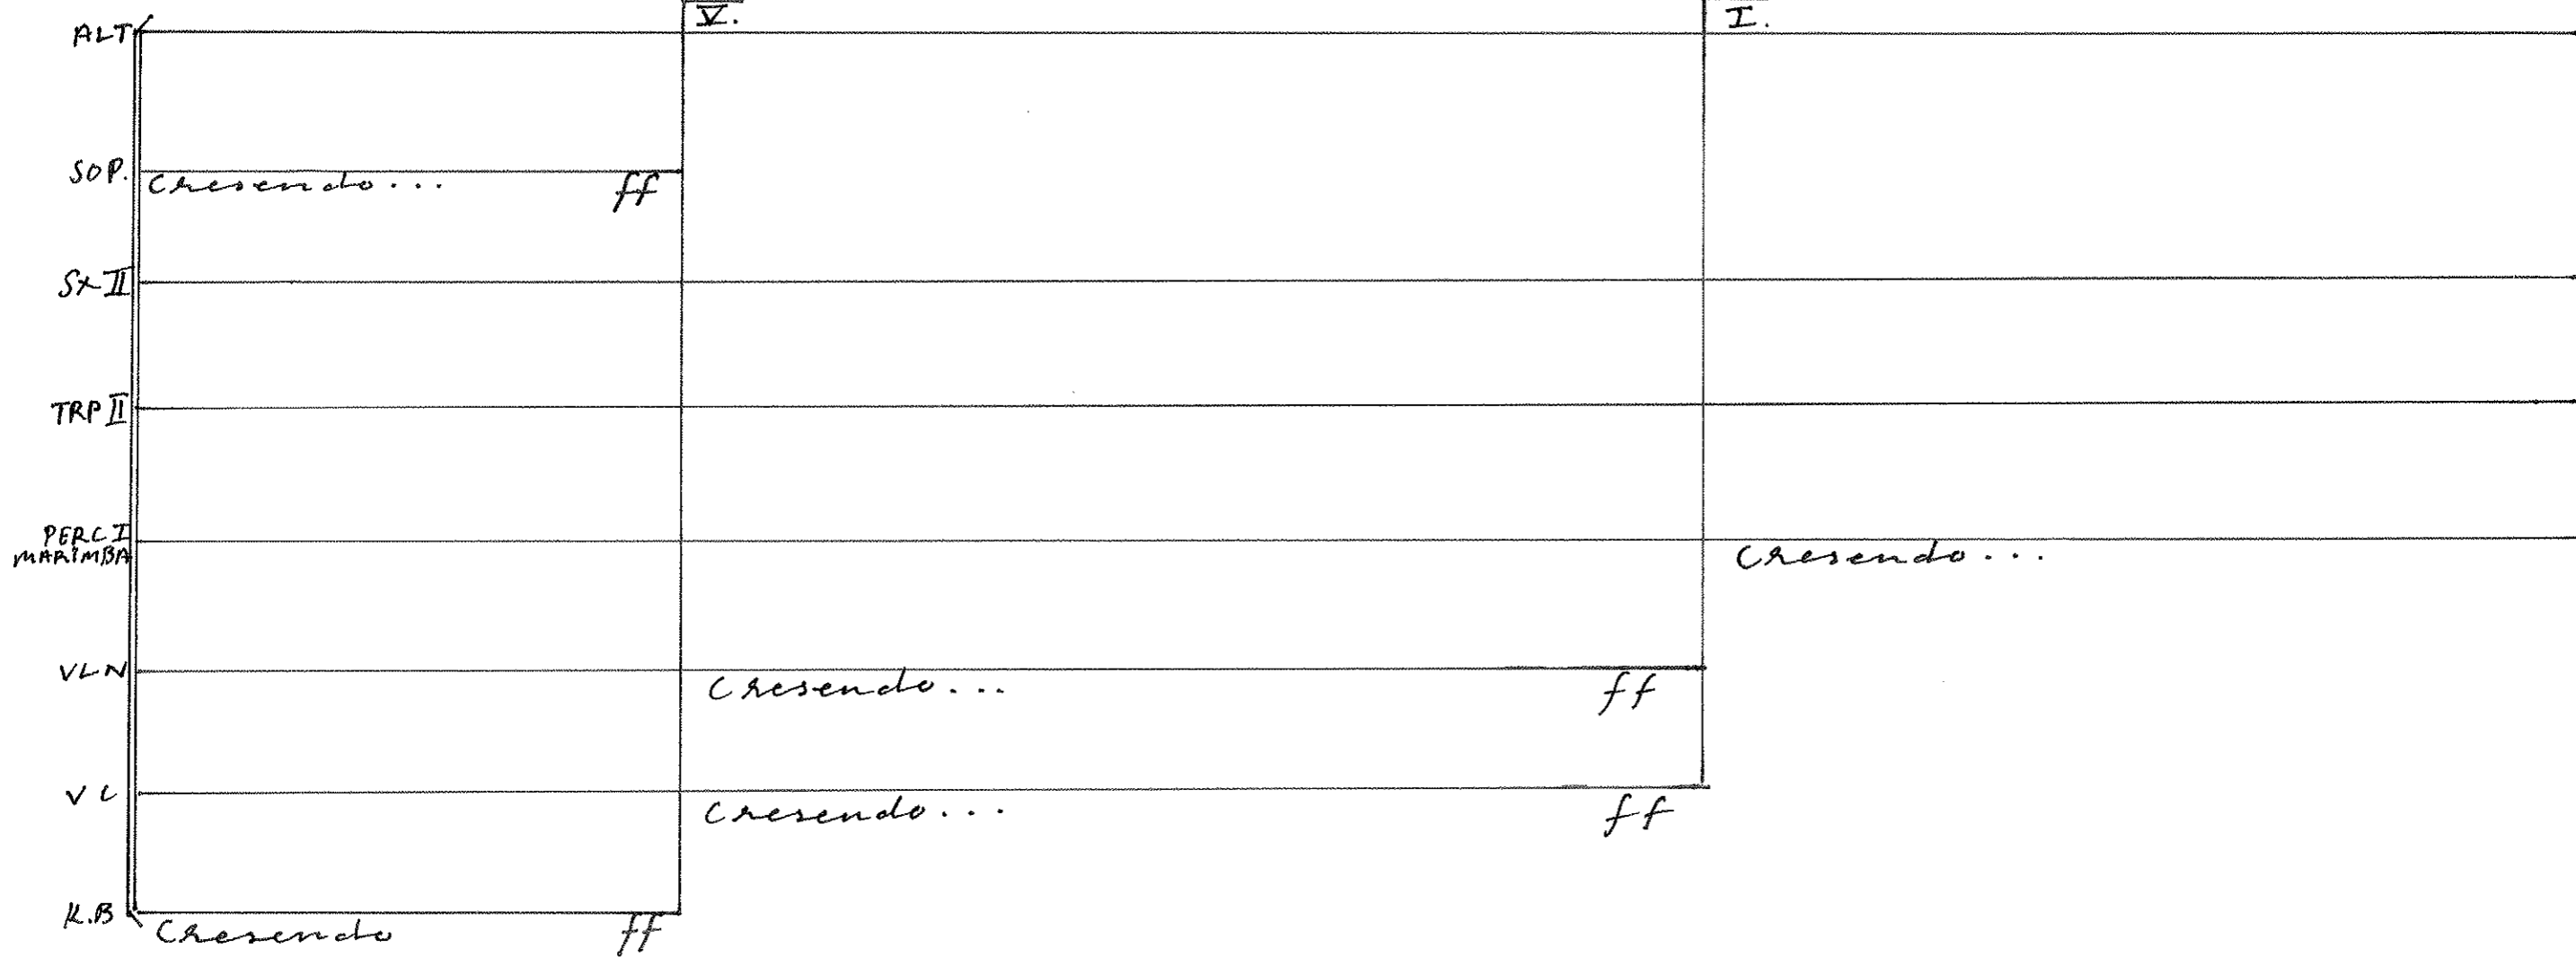 V. I.
ALT
SOP. Cresendo... ff
SX II
TRP II
PERC I
MARIMBA Cresendo...
VLN Cresendo... ff
VC Cresendo... ff
K.B Cresendo ff